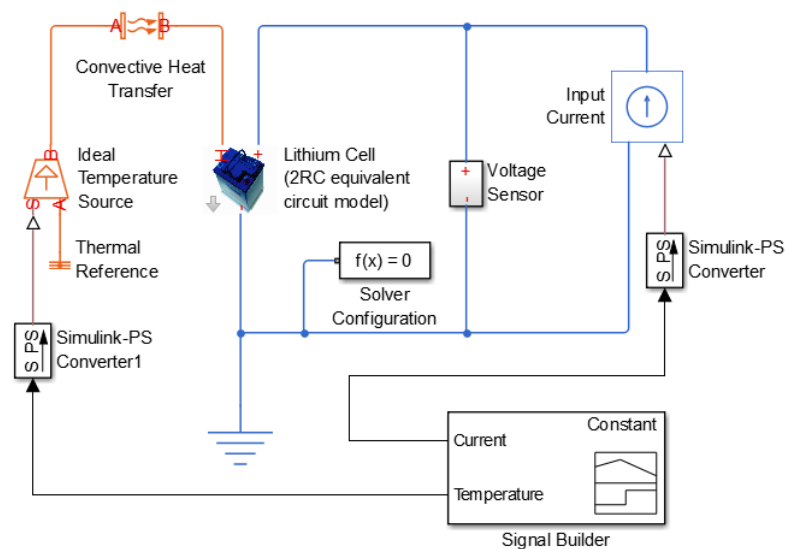 A
B
Convective Heat
Transfer
B
Ideal
Temperature
Source
S
A
Thermal
Reference
H
+
-
Lithium Cell
(2RC equivalent
circuit model)
+
-
Voltage
Sensor
Input
Current
f(x) = 0
Solver
Configuration
S PS
Simulink-PS
Converter
S PS
Simulink-PS
Converter1
Constant
Current
Temperature
Signal Builder